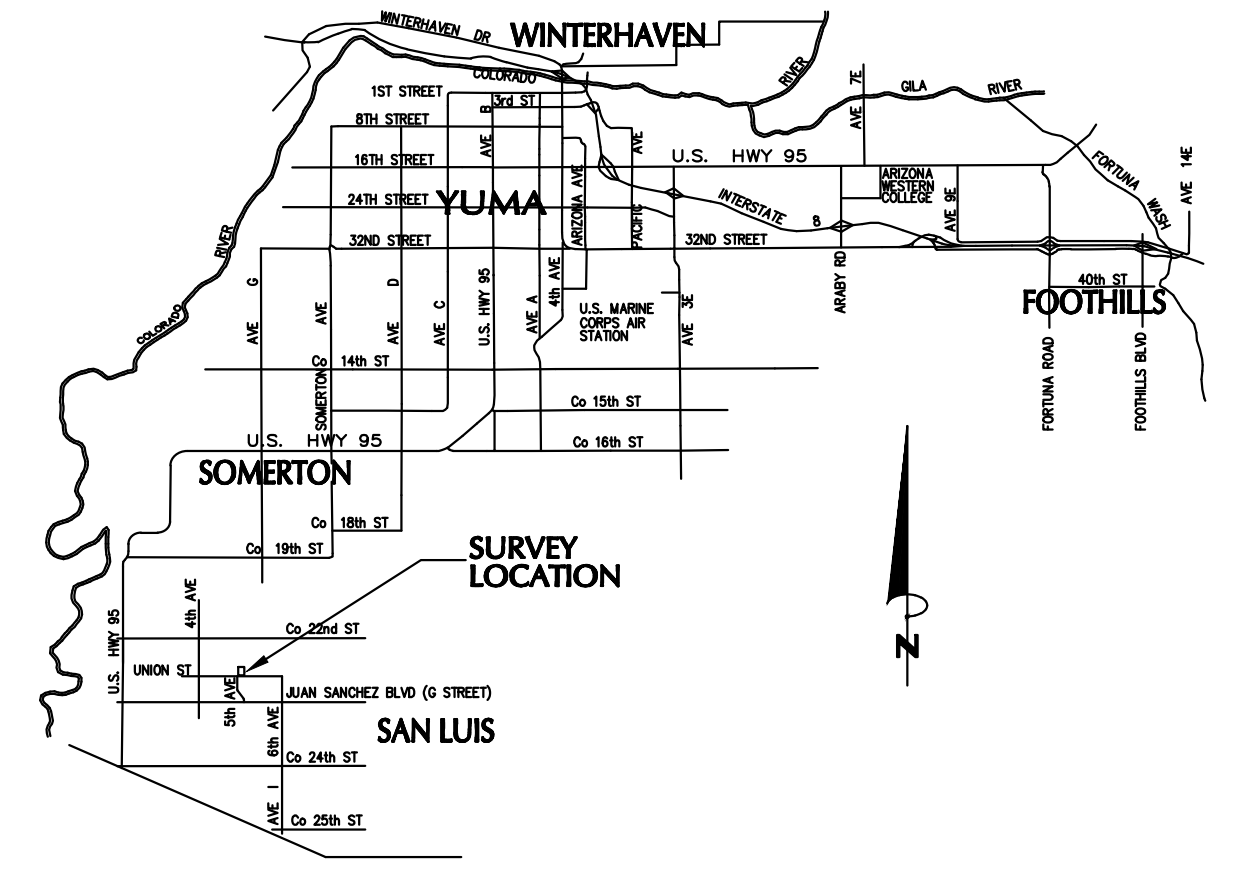 WINTERHAVEN DR
WINTERHAVEN
COLORADO
RIVER
AVE 7E
GILA
RIVER
1ST STREET
B
3rd ST
8TH STREET
AVE
AVE
16TH STREET
U.S. HWY 95
FORTUNA
WASH
AVE 14E
ARIZONA
WESTERN
COLLEGE
YUMA
24TH STREET
ARIZONA AVE
PACIFIC
INTERSTATE 8
AVE 9E
RIVER
32ND STREET
32ND STREET
COLORADO
AVE G
SOMERTON AVE
AVE D
AVE C
U.S. HWY 95
AVE A
4th AVE
U.S. MARINE
CORPS AIR
STATION
AVE 3E
ARABY RD
40th ST
FOOTHILLS
FORTUNA ROAD
FOOTHILLS BLVD
Co 14th ST
Co 15th ST
U.S. HWY 95
Co 16th ST
SOMERTON
Co 18th ST
Co 19th ST
SURVEY
LOCATION
U.S. HWY 95
4th AVE
Co 22nd ST
UNION ST
5th AVE
JUAN SANCHEZ BLVD (G STREET)
6th AVE
SAN LUIS
Co 24th ST
AVE I
Co 25th ST
N